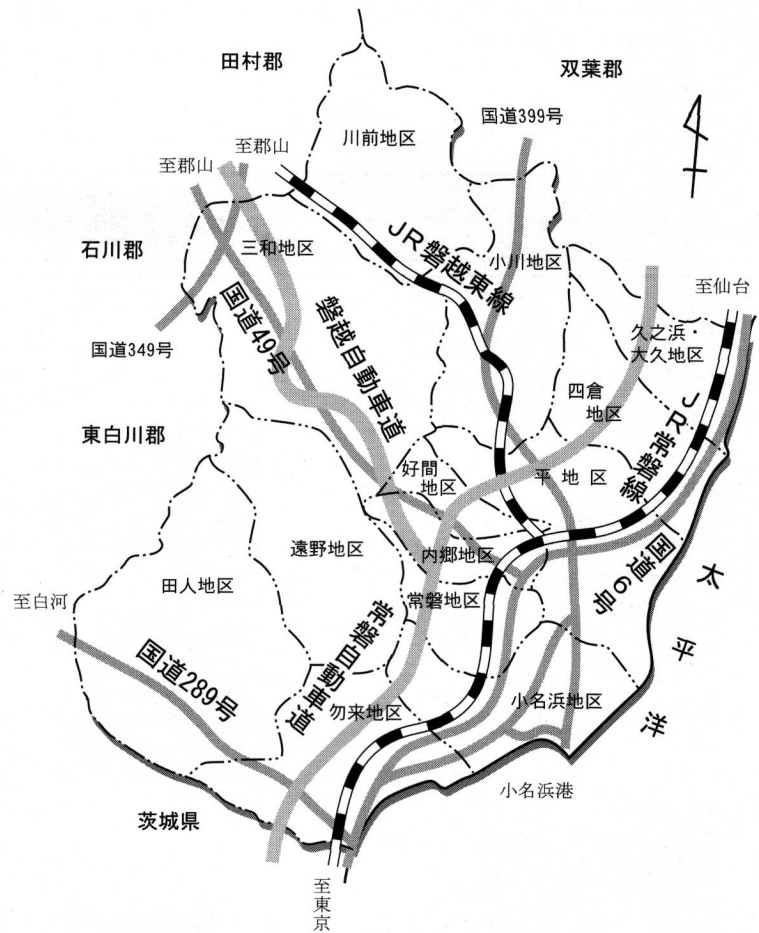 田村郡
双葉郡
国道399号
川前地区
至郡山
至郡山
石川郡
三和地区
JR磐越東線
小川地区
至仙台
国道49号
磐越自動車道
国道349号
久之浜・
大久地区
四倉
地区
JR常磐線
東白川郡
好間
地区
平地区
遠野地区
内郷地区
国道6号
太平洋
田人地区
常磐地区
至白河
常磐自動車道
国道289号
勿来地区
小名浜地区
小名浜港
茨城県
至東京